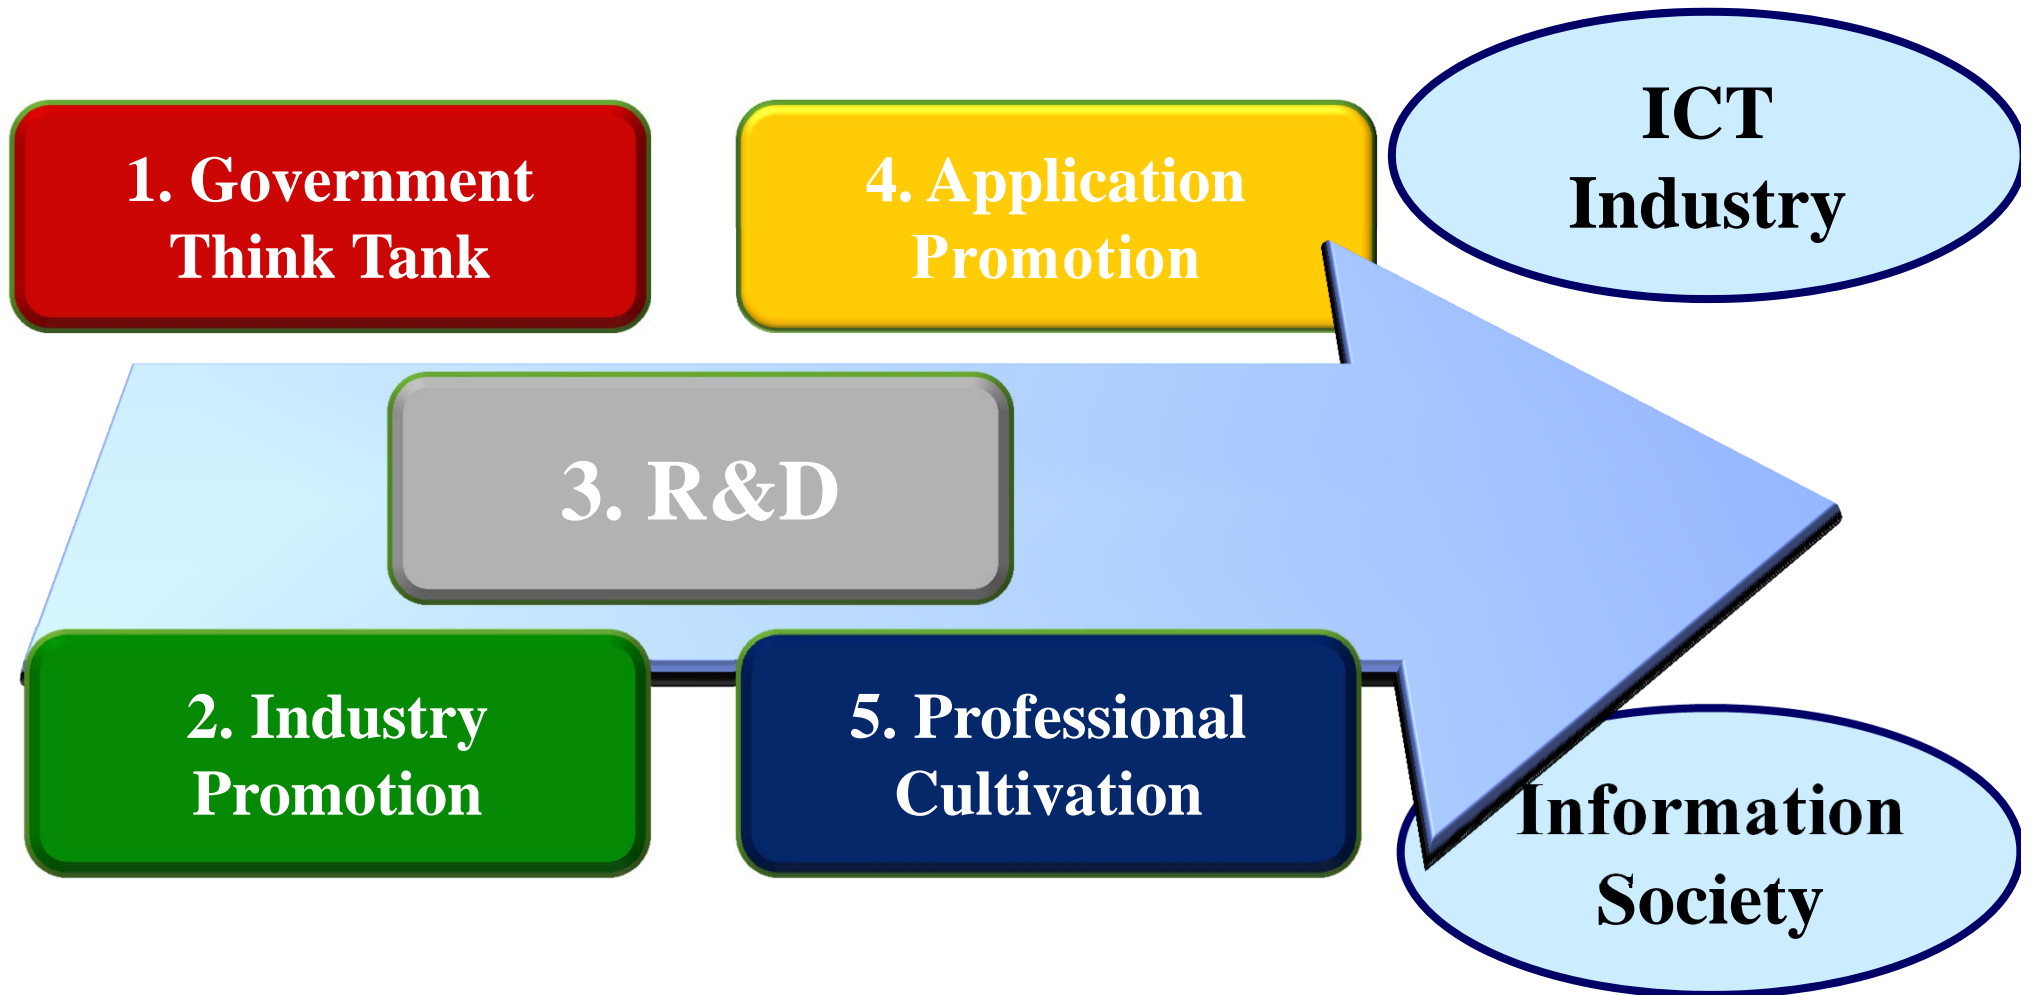 1. Government
Think Tank
4. Application
Promotion
ICT
Industry
3. R&D
2. Industry
Promotion
5. Professional
Cultivation
Information
Society